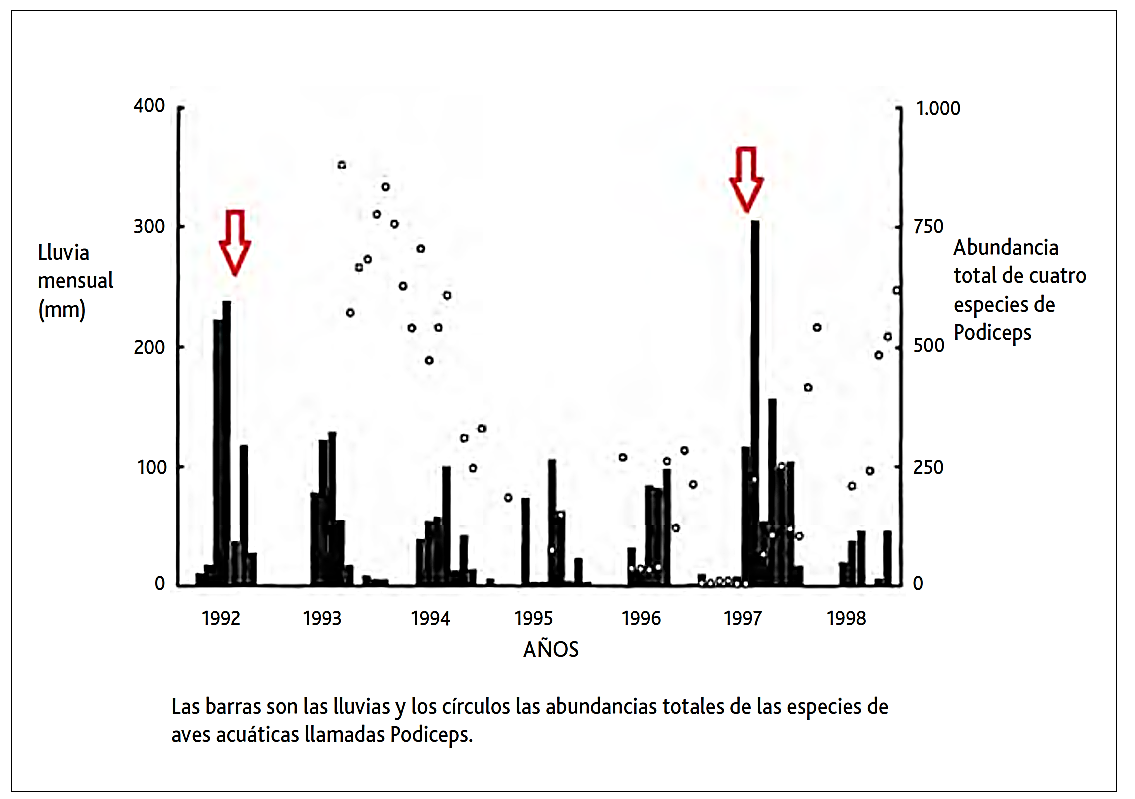 400
300
200
100
0
Lluvia
mensual
(mm)
1.000
750
500
250
0
Abundancia
total de cuatro
especies de
Podiceps
1992 1993 1994 1995 1996 1997 1998
AÑOS
Las barras son las lluvias y los círculos las abundancias totales de las especies de
aves acuáticas llamadas Podiceps.